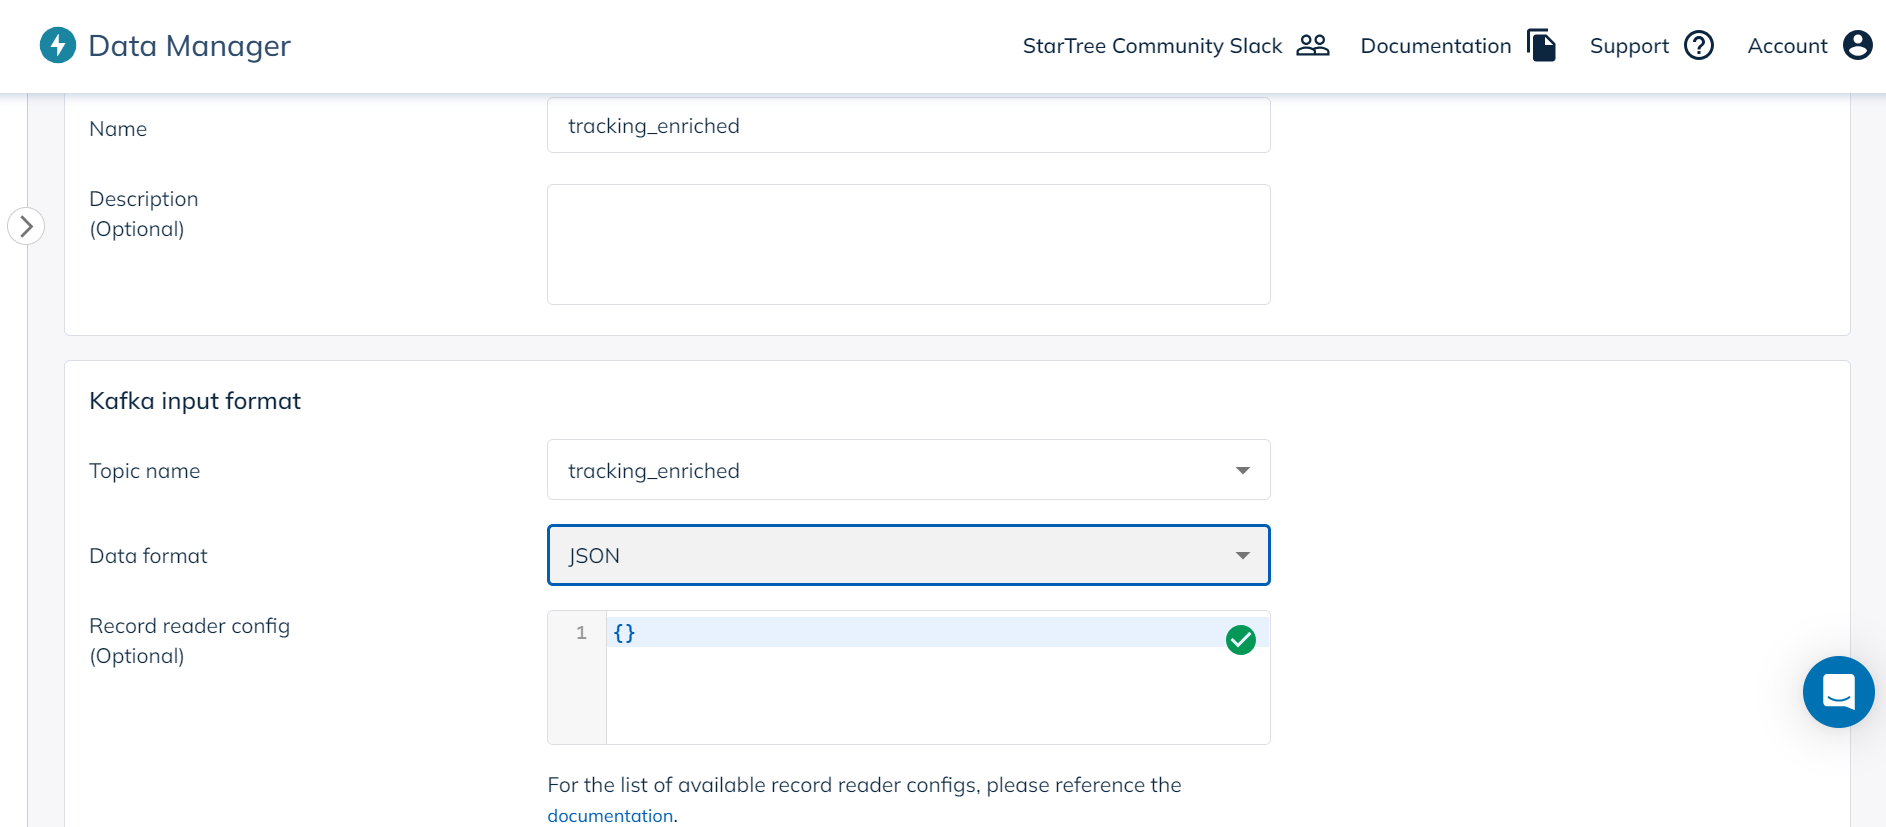 Data Manager
StarTree Community Slack
Documentation
Support
Account
Name
tracking_enriched
Description
(Optional)
Kafka input format
Topic name
tracking_enriched
Data format
JSON
Record reader config
(Optional)
1 {}
For the list of available record reader configs, please reference the
documentation.